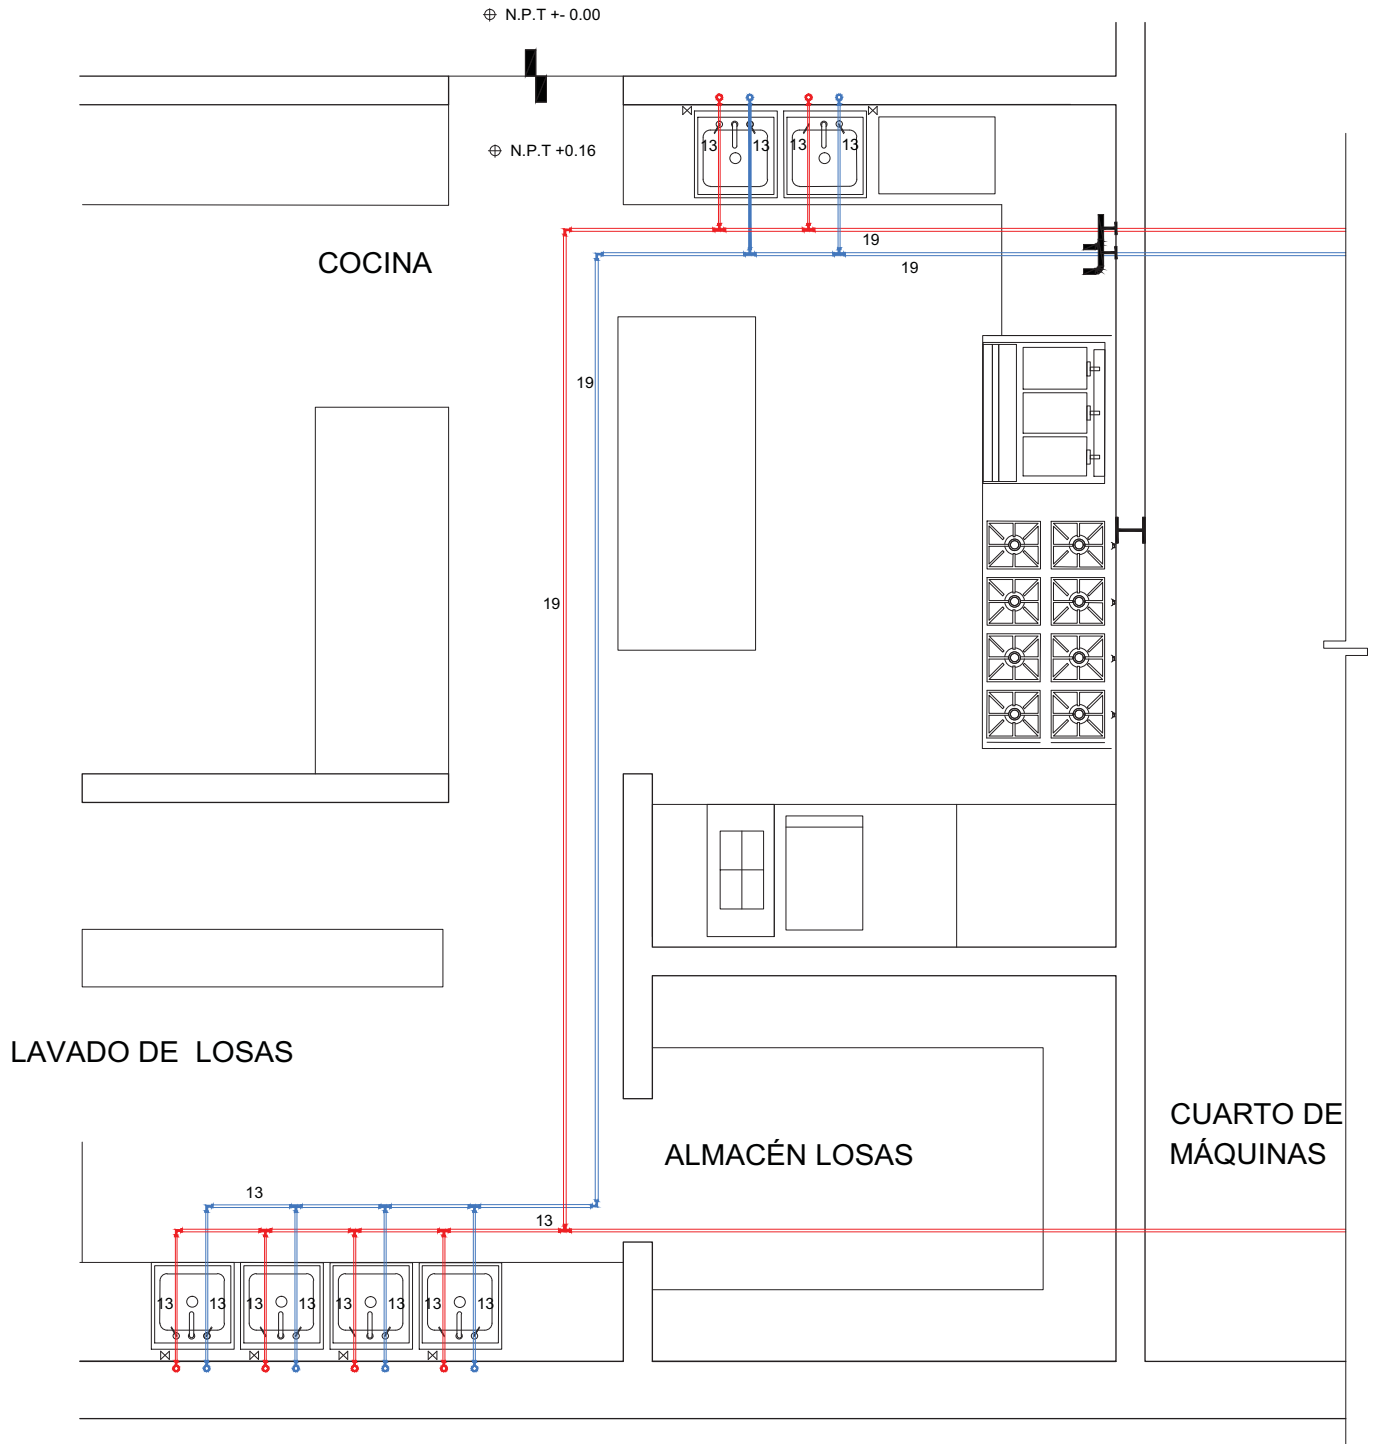 N.P.T +- 0.00
N.P.T +0.16
13 13 13 13
19
19
COCINA
19
19
LAVADO DE LOSAS
CUARTO DE
MÁQUINAS
ALMACÉN LOSAS
13
13
13 13 13 13 13 13 13 13